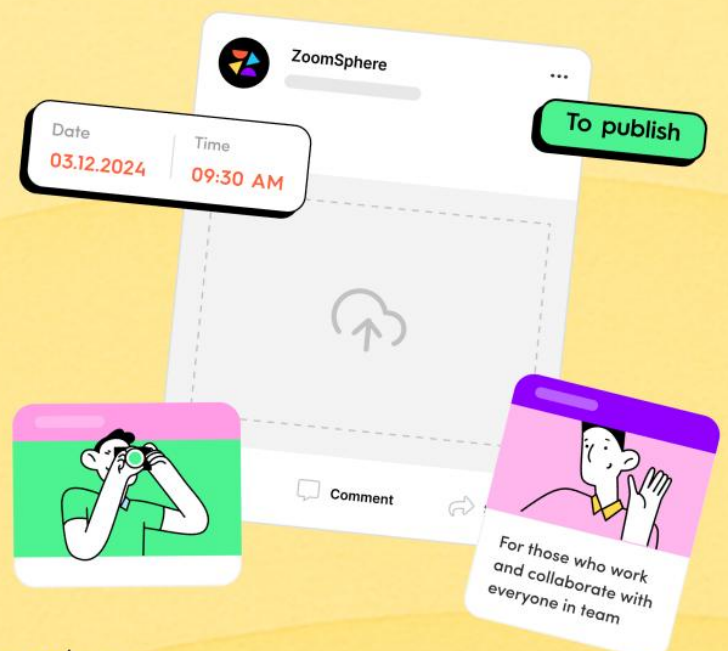 ZoomSphere
Date
03.12.2024
Time
09:30 AM
To publish
Comment
For those who work
and collaborate with
everyone in team